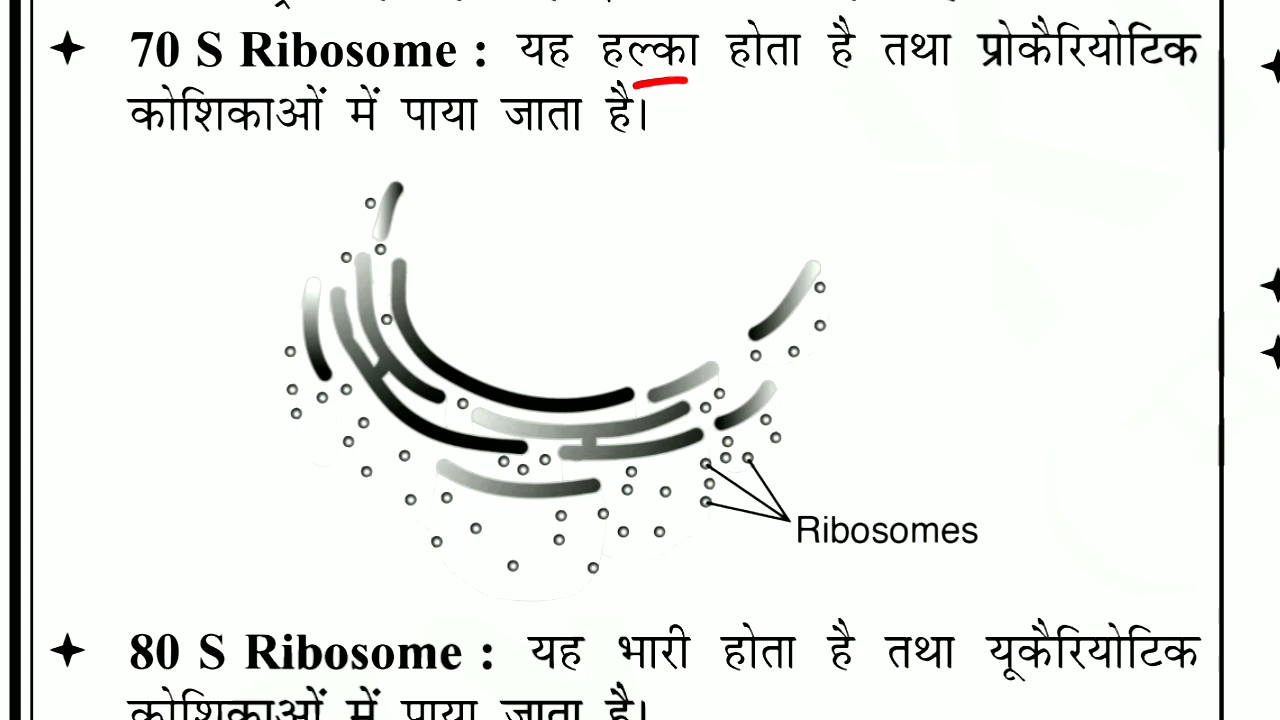 70 S Ribosome : यह हल्का होता है तथा प्रोकैरियोटिक
कोशिकाओं में पाया जाता है।
Ribosomes
80 S Ribosome : यह भारी होता है तथा यूकैरियोटिक
कोशिकाओं में पाया जाता है।